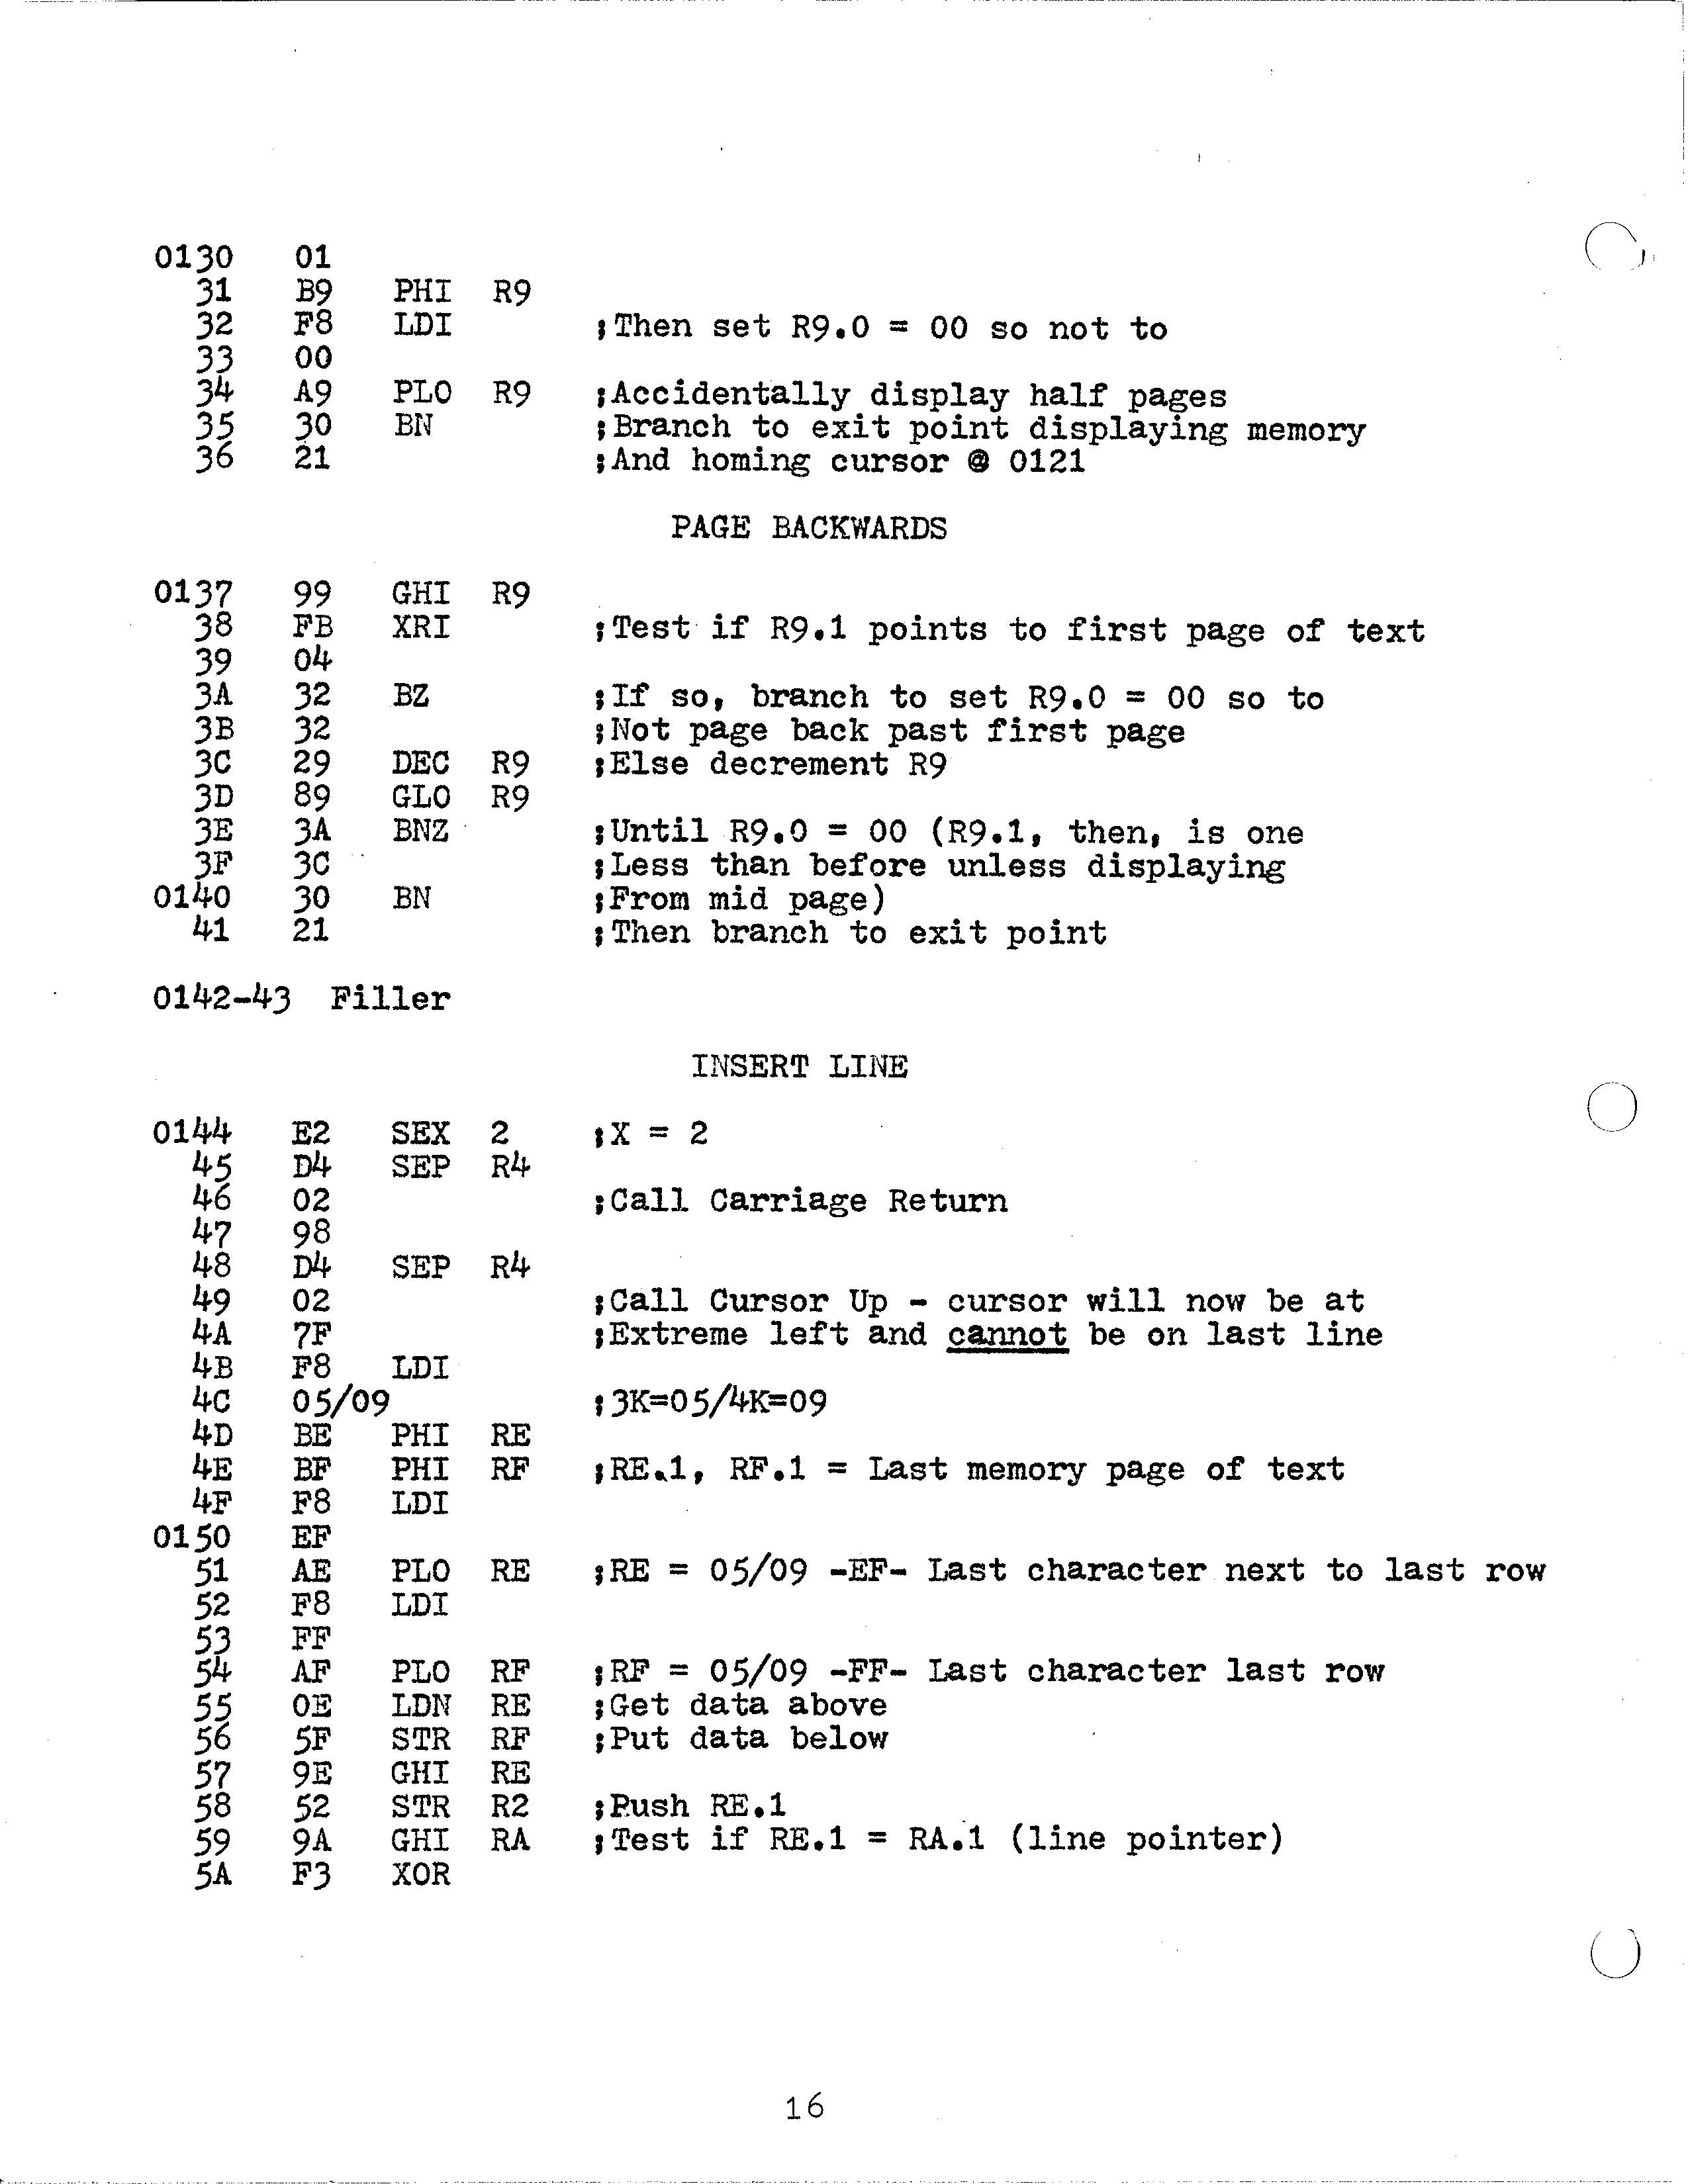 0130 01
31 B9 PHI R9
32 F8 LDI ;Then set R9.0 = 00 so not to
33 00
34 A9 PLO R9 ;Accidentally display half pages
35 30 BN ;Branch to exit point displaying memory
36 21 ;And homing cursor @ 0121
PAGE BACKWARDS
0137 99 GHI R9
38 FB XRI ;Test if R9.1 points to first page of text
39 04
3A 32 BZ ;If so, branch to set R9.0 = 00 so to
3B 32 ;Not page back past first page
3C 29 DEC R9 ;Else decrement R9
3D 89 GLO R9
3E 3A BNZ ;Until R9.0 = 00 (R9.1, then, is one
3F 3C ;Less than before unless displaying
0140 30 BN ;From mid page)
41 21 ;Then branch to exit point
0142-43 Filler
INSERT LINE
0144 E2 SEX 2 ;X = 2
45 D4 SEP R4
46 02 ;Call Carriage Return
47 98
48 D4 SEP R4
49 02 ;Call Cursor Up - cursor will now be at
4A 7F ;Extreme left and cannot be on last line
4B F8 LDI
4C 05/09 ;3K=05/4K=09
4D BE PHI RE
4E BF PHI RF ;RE.1, RF.1 = Last memory page of text
4F F8 LDI
0150 EF
51 AE PLO RE ;RE = 05/09 -EF- Last character next to last row
52 F8 LDI
53 FF
54 AF PLO RF ;RF = 05/09 -FF- Last character last row
55 0E LDN RE ;Get data above
56 5F STR RF ;Put data below
57 9E GHI RE
58 52 STR R2 ;Push RE.1
59 9A GHI RA ;Test if RE.1 = RA.1 (line pointer)
5A F3 XOR
16